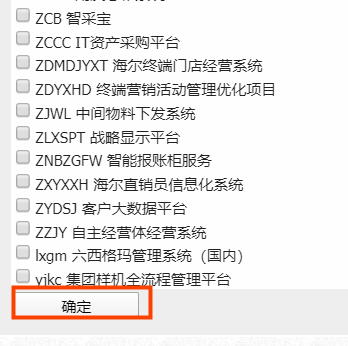 ZCB 智采宝
ZCCC IT资产采购平台
ZDMDJYXT 海尔终端门店经营系统
ZDYXHD 终端营销活动管理优化项目
ZJWL 中间物料下发系统
ZLXSPT 战略显示平台
ZNBZGFW 智能报账柜服务
ZXYXXH 海尔直销员信息化系统
ZYDSJ 客户大数据平台
ZZJY 自主经营体经营系统
lxgm 六西格玛管理系统（国内）
yjkc 集团样机全流程管理平台
确定